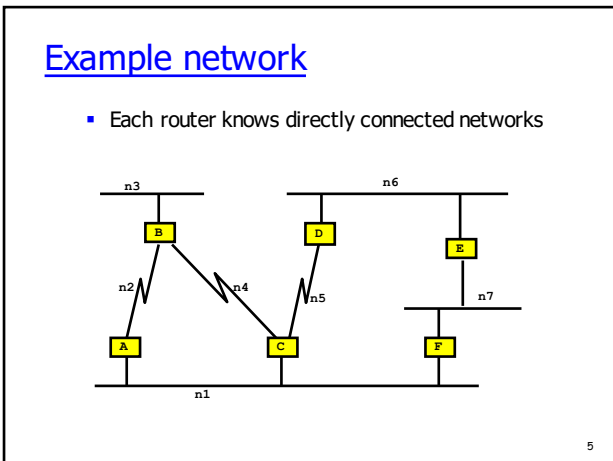 Example network
▪ Each router knows directly connected networks
n3
n6
B
D
E
n2
n4
n5
n7
A
C
F
n1
5